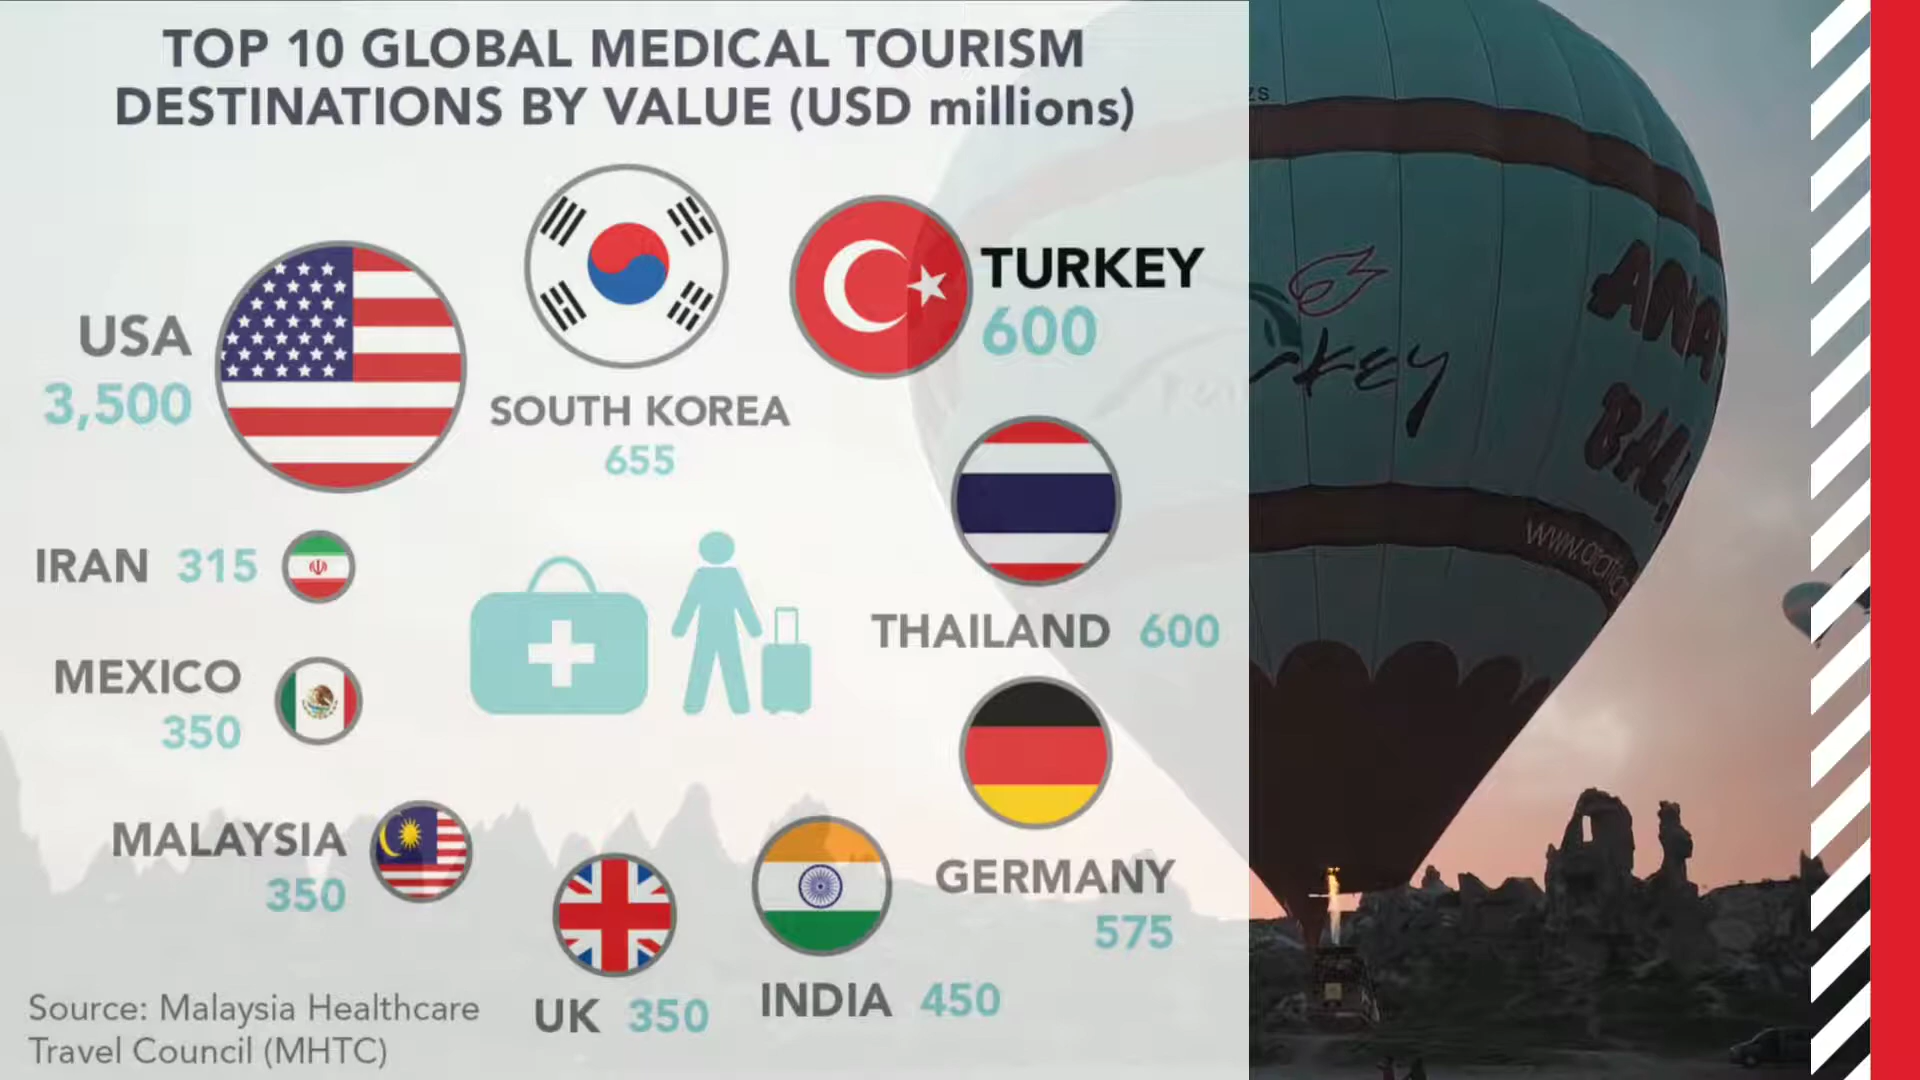 TOP 10 GLOBAL MEDICAL TOURISM
DESTINATIONS BY VALUE (USD millions)
USA
3,500
SOUTH KOREA
655
TURKEY
600
THAILAND 600
GERMANY
575
INDIA 450
UK 350
MALAYSIA
350
MEXICO
350
IRAN 315
Source: Malaysia Healthcare
Travel Council (MHTC)